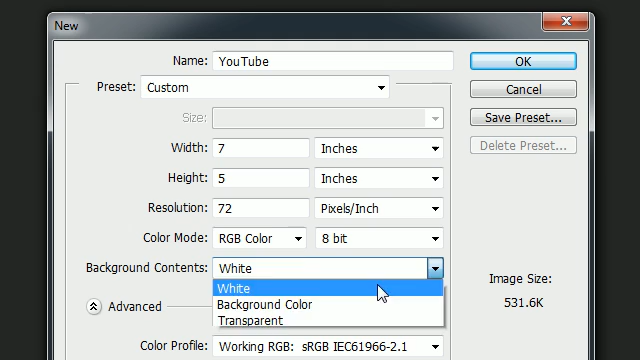 New
Name: YouTube
OK
Preset: Custom
Cancel
Size:
Save Preset...
Width: 7 Inches
Delete Preset...
Height: 5 Inches
Resolution: 72 Pixels/Inch
Color Mode: RGB Color 8 bit
Background Contents: White
White
Image Size:
Background Color
531.6K
Advanced
Transparent
Color Profile: Working RGB: sRGB IEC61966-2.1